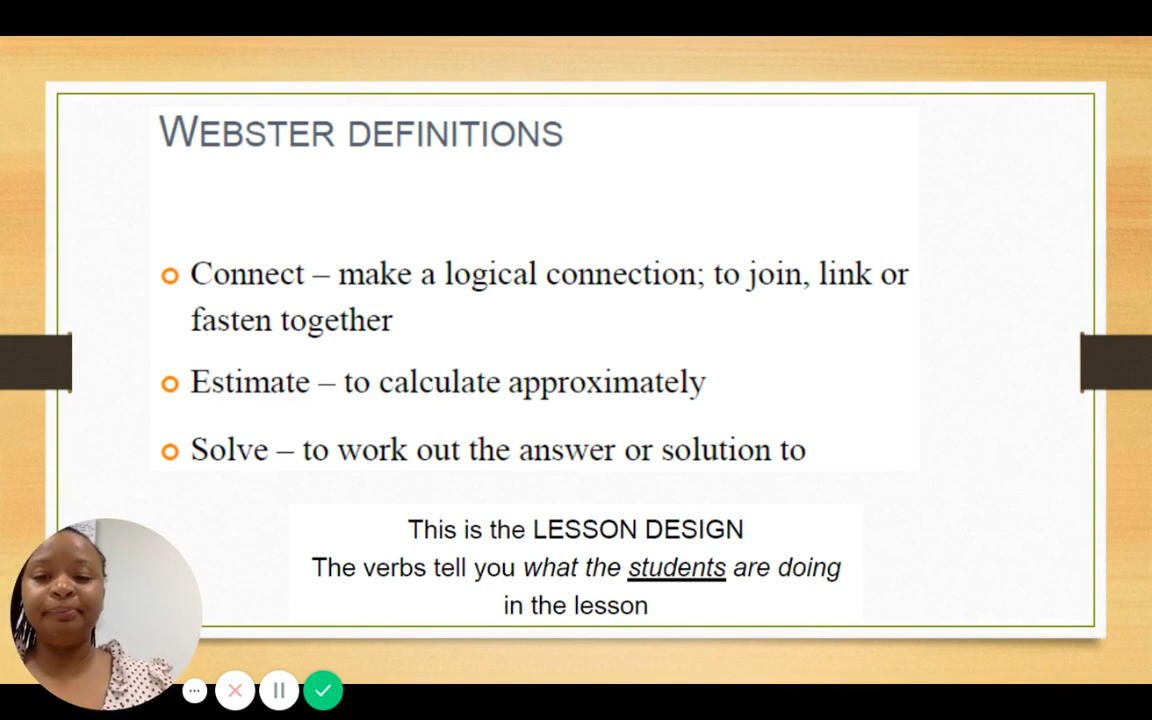 WEBSTER DEFINITIONS
Connect – make a logical connection; to join, link or
fasten together
Estimate – to calculate approximately
Solve – to work out the answer or solution to
This is the LESSON DESIGN
The verbs tell you what the students are doing
in the lesson